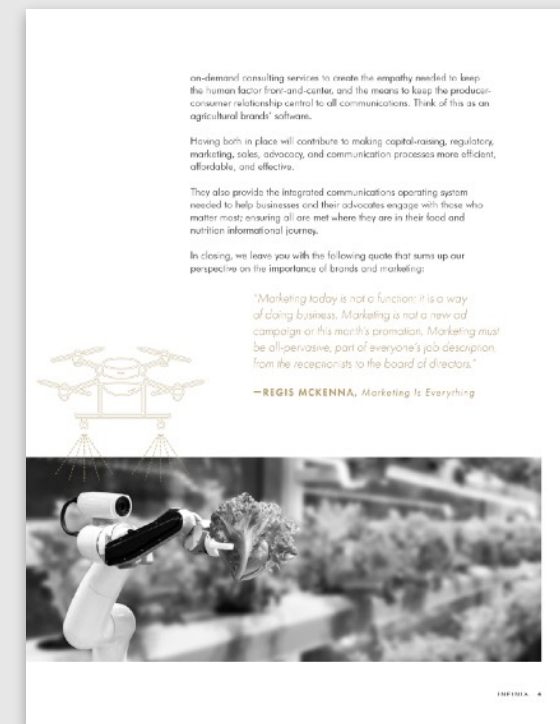 on-demand consulting services to create the empathy needed to keep
the human factor front-and-center, and the means to keep the producer-
consumer relationship central to all communications. Think of this as an
agricultural brands' software.
Having both in place will contribute to making capital-raising, regulatory,
marketing, sales, advocacy, and communication processes more efficient,
affordable, and effective.
They also provide the integrated communications operating system
needed to help businesses and their advocates engage with those who
matter most; ensuring all are met where they are in their food and
nutrition informational journey.
In closing, we leave you with the following quote that sums up our
perspective on the importance of brands and marketing:
"Marketing today is not a function; it is a way
of doing business. Marketing is not a new ad
campaign or this month's promotion. Marketing must
be all-pervasive, part of everyone's job description,
from the receptionists to the board of directors."
—REGIS MCKENNA, Marketing Is Everything
INFINIA 4